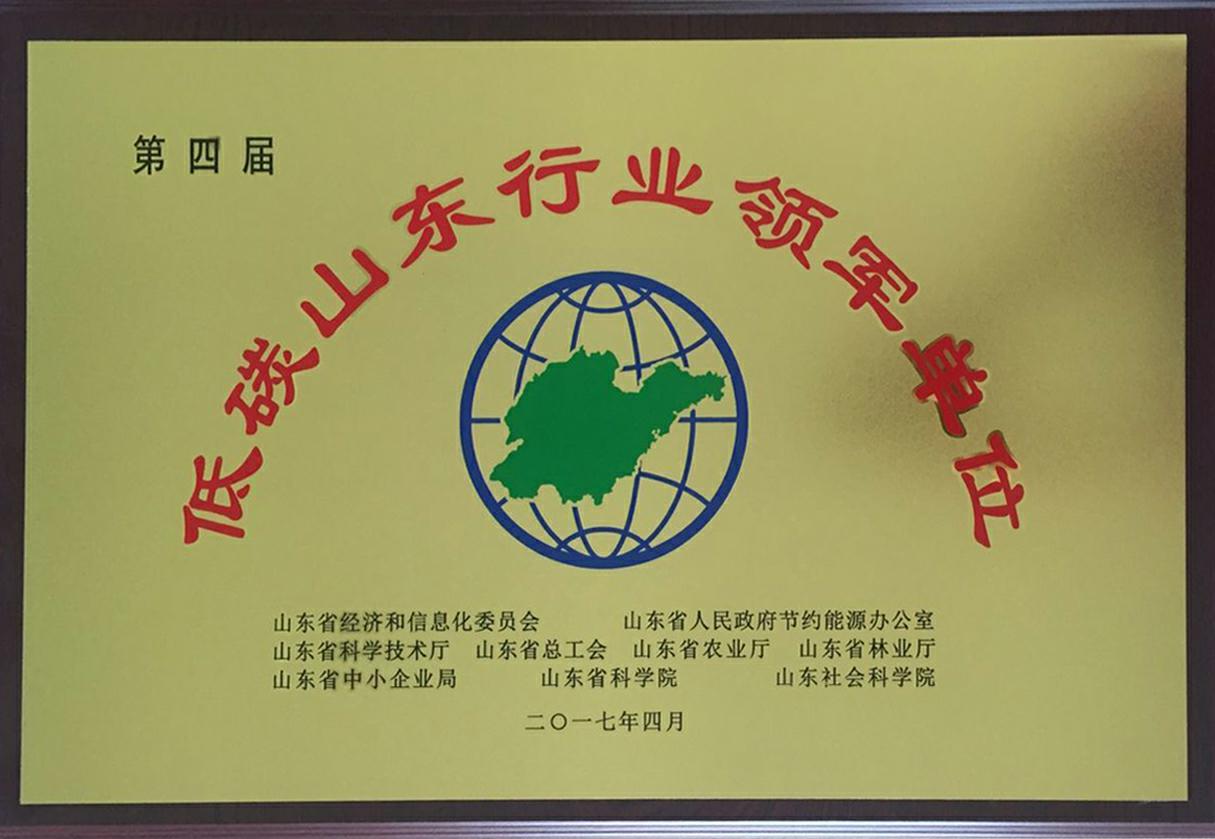 第四届
低碳山东行业领军单位
山东省经济和信息化委员会 山东省人民政府节约能源办公室
山东省科学技术厅 山东省总工会 山东省农业厅 山东省林业厅
山东省中小企业局 山东省科学院 山东社会科学院
二〇一七年四月